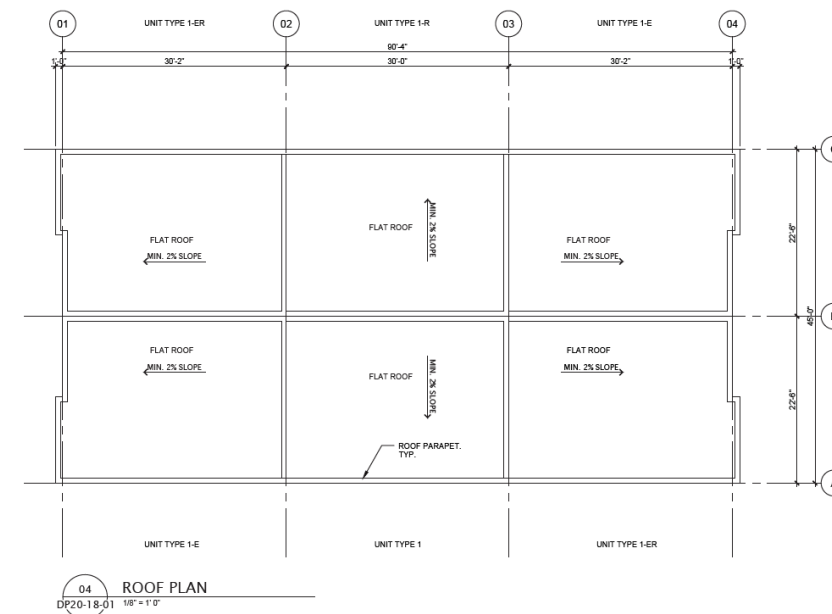 01 UNIT TYPE 1-ER 02 UNIT TYPE 1-R 03 UNIT TYPE 1-E 04
90'-4"
1'-0" 30'-2" 30'-0" 30'-2" 1'-0"
FLAT ROOF
MIN. 2% SLOPE
FLAT ROOF
MIN. 2% SLOPE
FLAT ROOF
MIN. 2% SLOPE
22'-6"
45'-0"
FLAT ROOF
MIN. 2% SLOPE
FLAT ROOF
MIN. 2% SLOPE
FLAT ROOF
MIN. 2% SLOPE
22'-6"
ROOF PARAPET.
TYP.
UNIT TYPE 1-E UNIT TYPE 1 UNIT TYPE 1-ER
04 ROOF PLAN
DP20-18-01 1/8" = 1' 0"